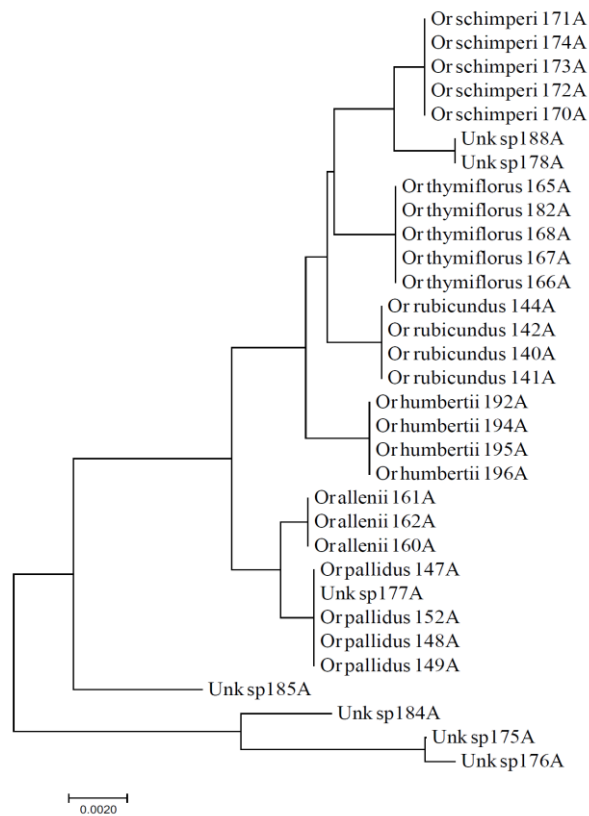 Or schimperi 171A
Or schimperi 174A
Or schimperi 173A
Or schimperi 172A
Or schimperi 170A
Unk sp188A
Unk sp178A
Or thymiflorus 165A
Or thymiflorus 182A
Or thymiflorus 168A
Or thymiflorus 167A
Or thymiflorus 166A
Or rubicundus 144A
Or rubicundus 142A
Or rubicundus 140A
Or rubicundus 141A
Or humbertii 192A
Or humbertii 194A
Or humbertii 195A
Or humbertii 196A
Or allenii 161A
Or allenii 162A
Or allenii 160A
Or pallidus 147A
Unk sp177A
Or pallidus 152A
Or pallidus 148A
Or pallidus 149A
Unk sp185A
Unk sp184A
Unk sp175A
Unk sp176A
0.0020